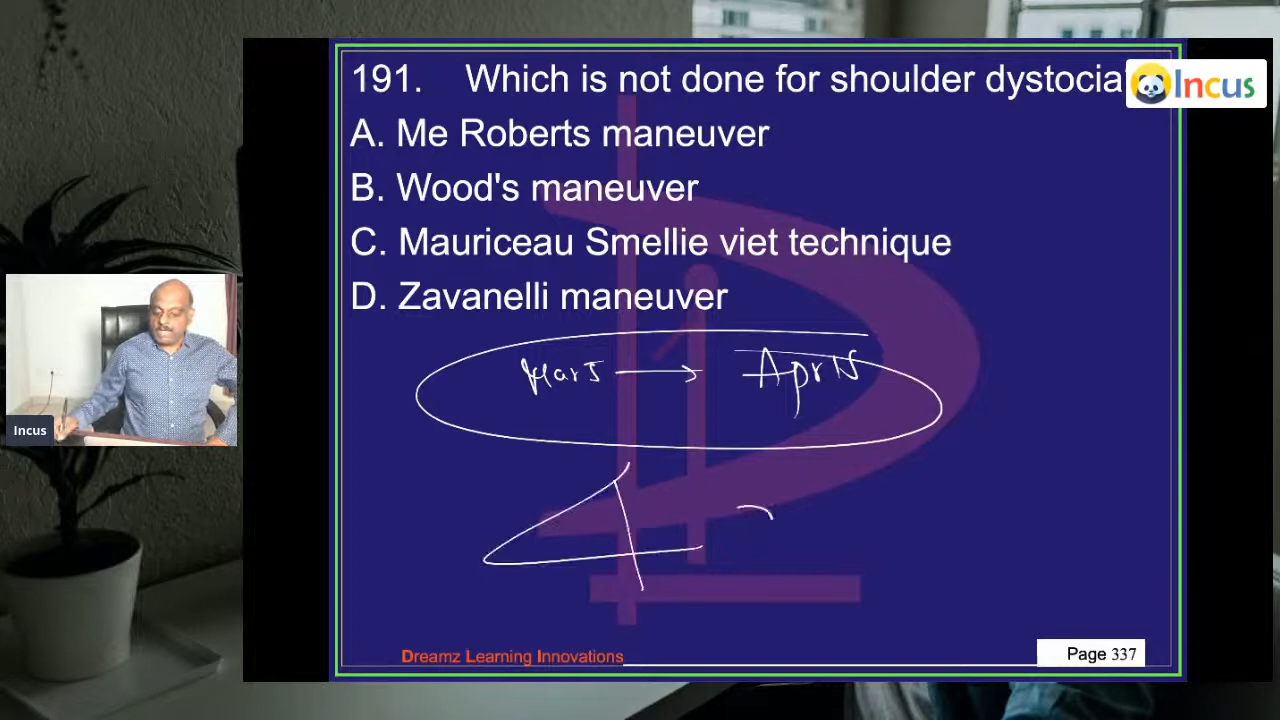 191. Which is not done for shoulder dystocia
Incus
A. Me Roberts maneuver
B. Wood's maneuver
C. Mauriceau Smellie viet technique
D. Zavanelli maneuver
4
Incus
Dreamz Learning Innovations
Page 337